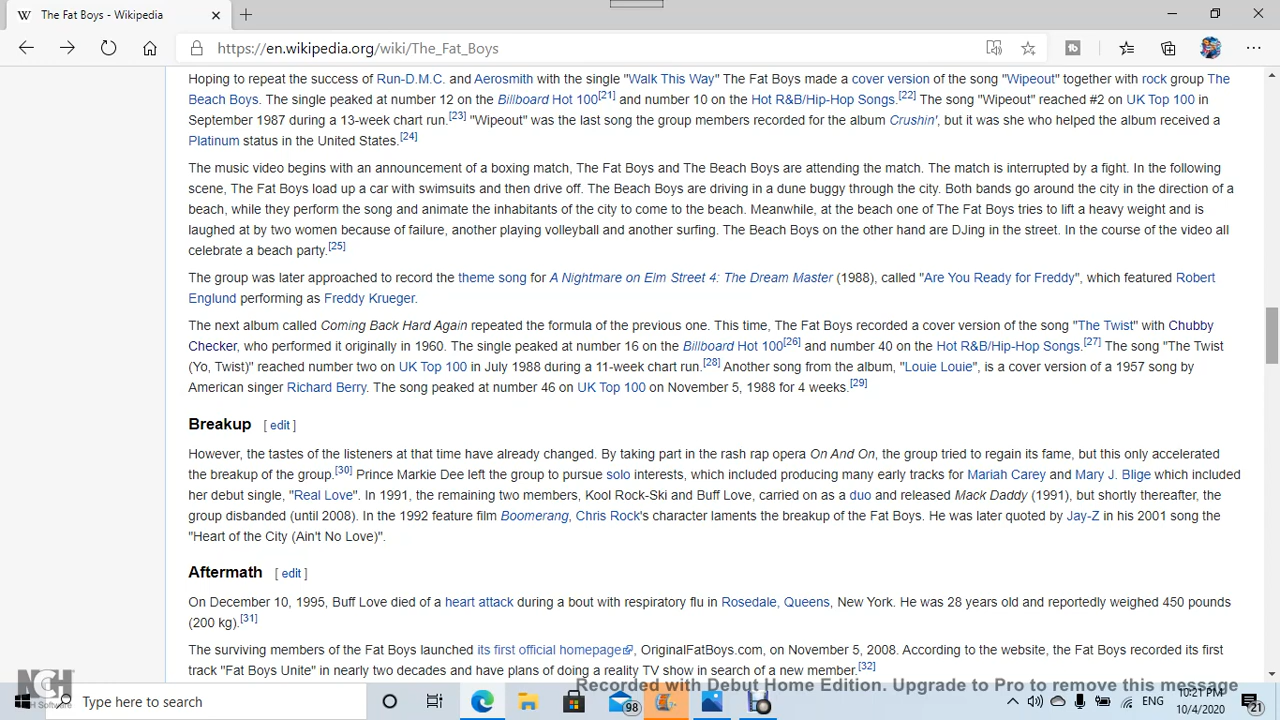 The Fat Boys - Wikipedia
https://en.wikipedia.org/wiki/The_Fat_Boys
Hoping to repeat the success of Run-D.M.C. and Aerosmith with the single "Walk This Way" The Fat Boys made a cover version of the song "Wipeout" together with rock group The
Beach Boys. The single peaked at number 12 on the Billboard Hot 100[21] and number 10 on the Hot R&B/Hip-Hop Songs.[22] The song "Wipeout" reached #2 on UK Top 100 in
September 1987 during a 13-week chart run.[23] "Wipeout" was the last song the group members recorded for the album Crushin', but it was she who helped the album received a
Platinum status in the United States.[24]
The music video begins with an announcement of a boxing match, The Fat Boys and The Beach Boys are attending the match. The match is interrupted by a fight. In the following
scene, The Fat Boys load up a car with swimsuits and then drive off. The Beach Boys are driving in a dune buggy through the city. Both bands go around the city in the direction of a
beach, while they perform the song and animate the inhabitants of the city to come to the beach. Meanwhile, at the beach one of The Fat Boys tries to lift a heavy weight and is
laughed at by two women because of failure, another playing volleyball and another surfing. The Beach Boys on the other hand are DJing in the street. In the course of the video all
celebrate a beach party.[25]
The group was later approached to record the theme song for A Nightmare on Elm Street 4: The Dream Master (1988), called "Are You Ready for Freddy", which featured Robert
Englund performing as Freddy Krueger.
The next album called Coming Back Hard Again repeated the formula of the previous one. This time, The Fat Boys recorded a cover version of the song "The Twist" with Chubby
Checker, who performed it originally in 1960. The single peaked at number 16 on the Billboard Hot 100[26] and number 40 on the Hot R&B/Hip-Hop Songs.[27] The song "The Twist
(Yo, Twist)" reached number two on UK Top 100 in July 1988 during a 11-week chart run.[28] Another song from the album, "Louie Louie", is a cover version of a 1957 song by
American singer Richard Berry. The song peaked at number 46 on UK Top 100 on November 5, 1988 for 4 weeks.[29]
Breakup [ edit ]
However, the tastes of the listeners at that time have already changed. By taking part in the rash rap opera On And On, the group tried to regain its fame, but this only accelerated
the breakup of the group.[30] Prince Markie Dee left the group to pursue solo interests, which included producing many early tracks for Mariah Carey and Mary J. Blige which included
her debut single, "Real Love". In 1991, the remaining two members, Kool Rock-Ski and Buff Love, carried on as a duo and released Mack Daddy (1991), but shortly thereafter, the
group disbanded (until 2008). In the 1992 feature film Boomerang, Chris Rock's character laments the breakup of the Fat Boys. He was later quoted by Jay-Z in his 2001 song the
"Heart of the City (Ain't No Love)".
Aftermath [ edit ]
On December 10, 1995, Buff Love died of a heart attack during a bout with respiratory flu in Rosedale, Queens, New York. He was 28 years old and reportedly weighed 450 pounds
(200 kg).[31]
The surviving members of the Fat Boys launched its first official homepage, OriginalFatBoys.com, on November 5, 2008. According to the website, the Fat Boys recorded its first
track "Fat Boys Unite" in nearly two decades and have plans of doing a reality TV show in search of a new member.[32]
Recorded with Debut Home Edition. Upgrade to Pro to remove this message
NCH
NCH Software
Type here to search
98
10:21 PM
10/4/2020
21